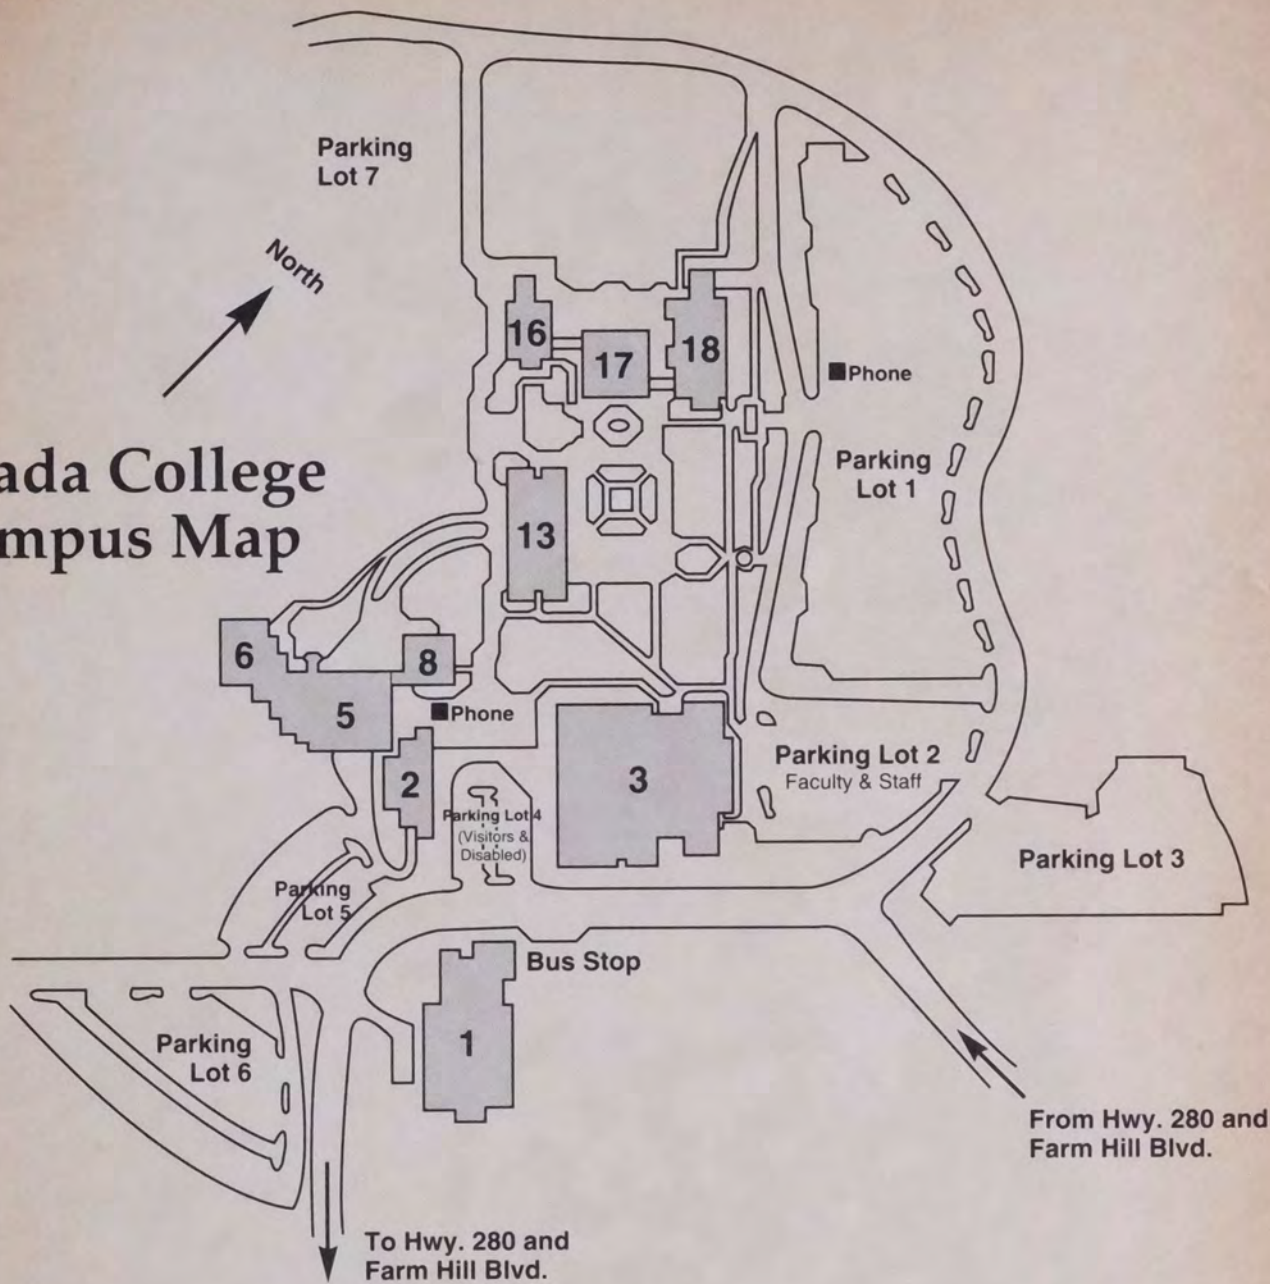 Parking
Lot 7
North
16
17
18
Phone
ada College
mpus Map
Parking
Lot 1
13
6
8
5
Phone
2
3
Parking Lot 2
Faculty & Staff
Parking Lot 4
(Visitors &
Disabled)
Parking Lot 3
Parking
Lot 5
Bus Stop
Parking
Lot 6
1
From Hwy. 280 and
Farm Hill Blvd.
To Hwy. 280 and
Farm Hill Blvd.